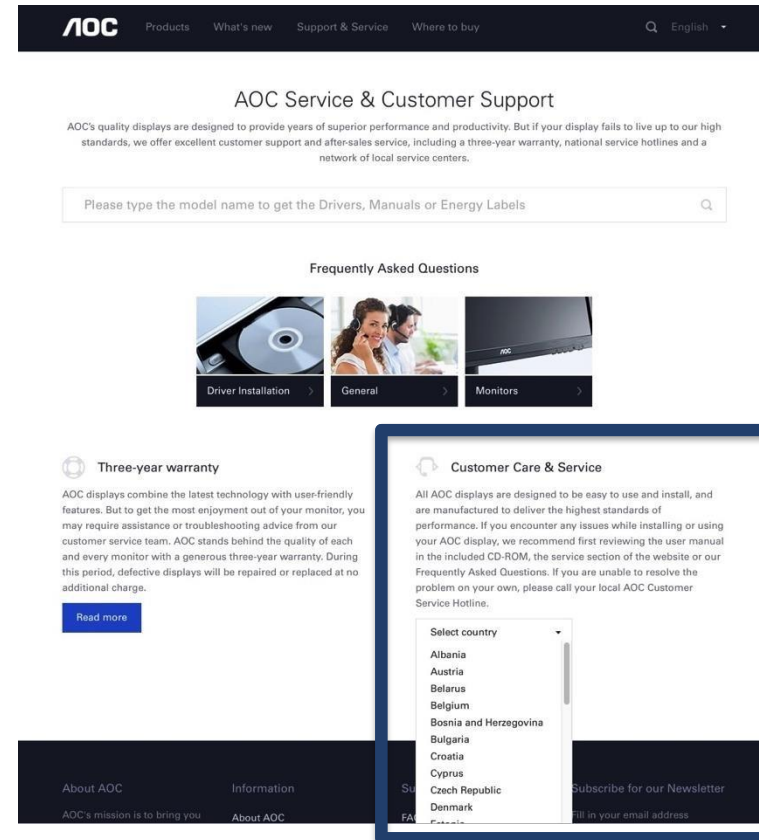 AOC Products What's new Support & Service Where to buy English
AOC Service & Customer Support
AOC's quality displays are designed to provide years of superior performance and productivity. But if your display fails to live up to our high
standards, we offer excellent customer support and after-sales service, including a three-year warranty, national service hotlines and a
network of local service centers.
Please type the model name to get the Drivers, Manuals or Energy Labels
Frequently Asked Questions
AOC
Driver Installation General Monitors
Three-year warranty
AOC displays combine the latest technology with user-friendly
features. But to get the most enjoyment out of your monitor, you
may require assistance or troubleshooting advice from our
customer service team. AOC stands behind the quality of each
and every monitor with a generous three-year warranty. During
this period, defective displays will be repaired or replaced at no
additional charge.
Read more
Customer Care & Service
All AOC displays are designed to be easy to use and install, and
are manufactured to deliver the highest standards of
performance. If you encounter any issues while installing or using
your AOC display, we recommend first reviewing the user manual
in the included CD-ROM, the service section of the website or our
Frequently Asked Questions. If you are unable to resolve the
problem on your own, please call your local AOC Customer
Service Hotline.
Select country
Albania
Austria
Belarus
Belgium
Bosnia and Herzegovina
Bulgaria
Croatia
Cyprus
Czech Republic
Denmark
About AOC Information Su Subscribe for our Newsletter
AOC's mission is to bring you About AOC FA Fill in your email address